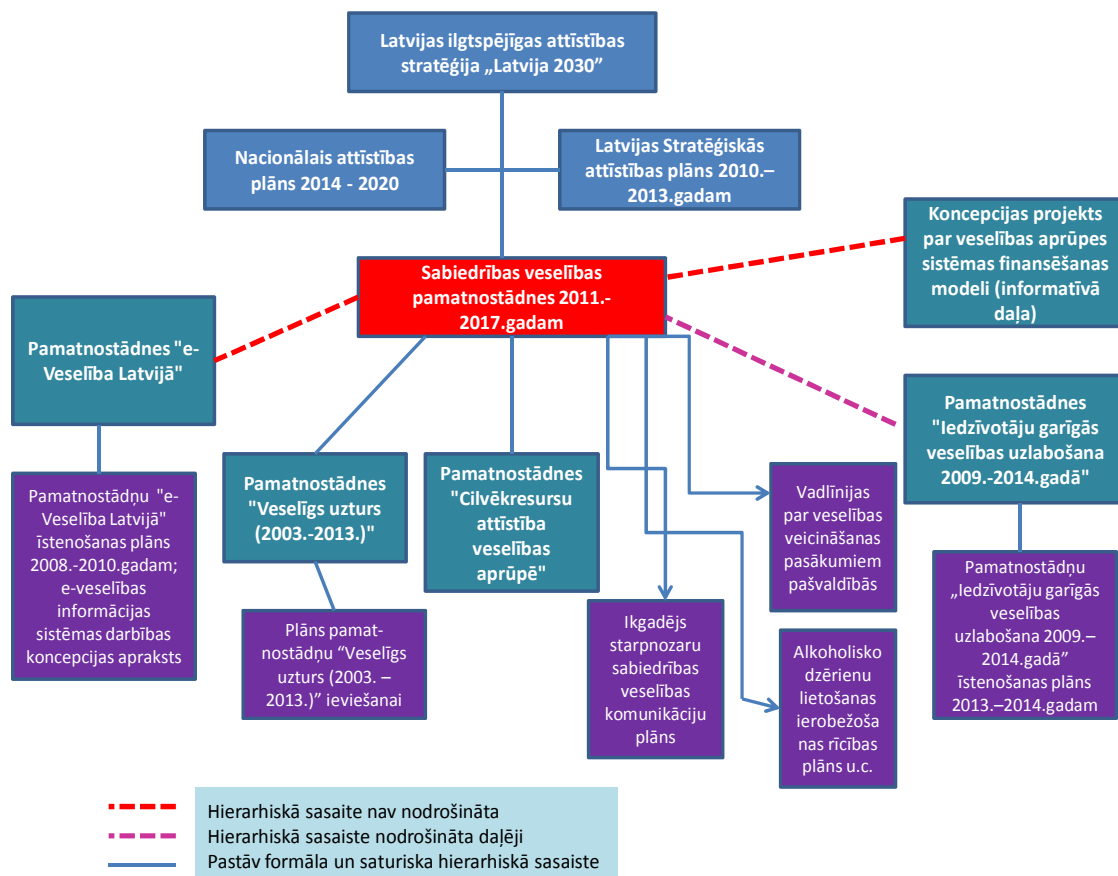 Latvijas ilgtspējīgas attīstības
stratēģija „Latvija 2030”
Nacionālais attīstības
plāns 2014 - 2020
Latvijas Stratēģiskās
attīstības plāns 2010.–
2013.gadam
Koncepcijas projekts
par veselības aprūpes
sistēmas finansēšanas
modeli (informatīvā
daļa)
Sabiedrības veselības
pamatnostādnes 2011.-
2017.gadam
Pamatnostādnes "e-
Veselība Latvijā"
Pamatnostādnes
"Iedzīvotāju garīgās
veselības uzlabošana
2009.-2014.gadā"
Pamatnostādnes
"Veselīgs uzturs
(2003.-2013.)"
Pamatnostādnes
"Cilvēkresursu
attīstība
veselības
aprūpē"
Vadlīnijas
par veselības
veicināšanas
pasākumiem
pašvaldībās
Pamatnostādņu "e-
Veselība Latvijā"
īstenošanas plāns
2008.-2010.gadam;
e-veselības
informācijas
sistēmas darbības
koncepcijas apraksts
Plāns pamat-
nostādņu “Veselīgs
uzturs (2003. –
2013.)” ieviešanai
Ikgadējs
starpnozaru
sabiedrības
veselības
komunikāciju
plāns
Alkoholisko
dzērienu
lietošanas
ierobežoša
nas rīcības
plāns u.c.
Pamatnostādņu
„Iedzīvotāju garīgās
veselības
uzlabošana 2009.–
2014.gadā”
īstenošanas plāns
2013.–2014.gadam
Hierarhiskā sasaite nav nodrošināta
Hierarhiskā sasaiste nodrošināta daļēji
Pastāv formāla un saturiska hierarhiskā sasaiste